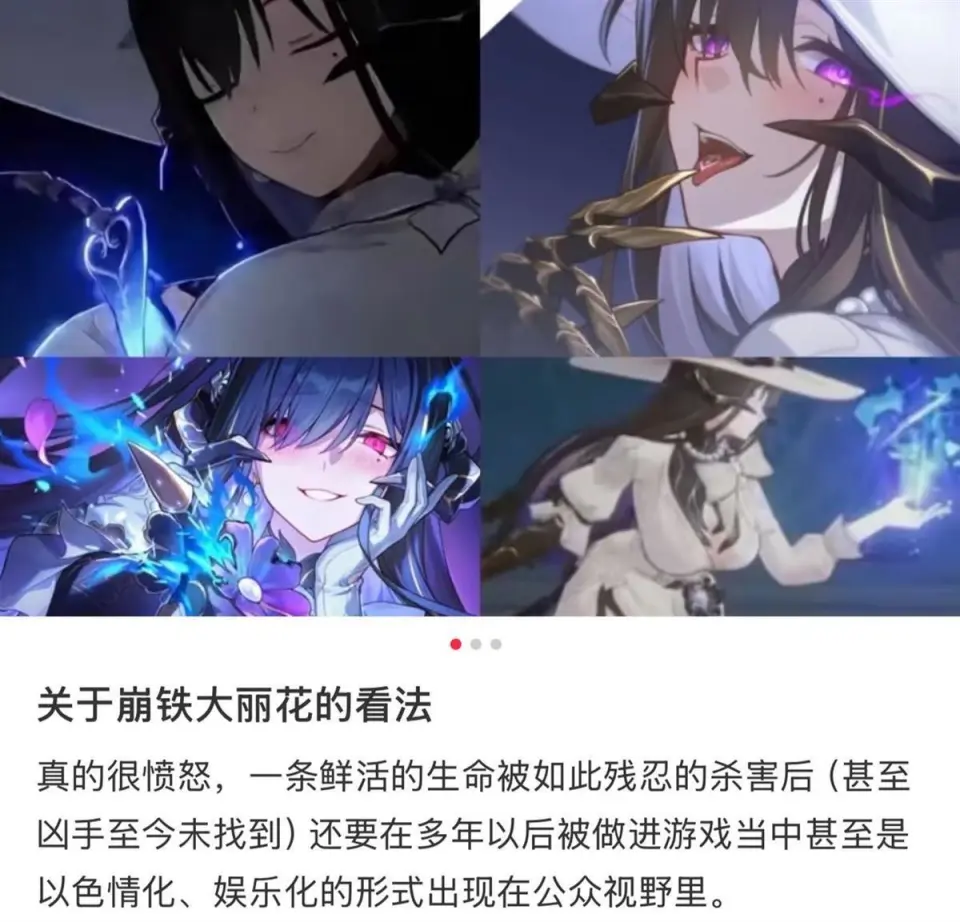 关于崩铁大丽花的看法
真的很愤怒，一条鲜活的生命被如此残忍的杀害后（甚至
凶手至今未找到）还要在多年以后被做进游戏当中甚至是
以色情化、娱乐化的形式出现在公众视野里。